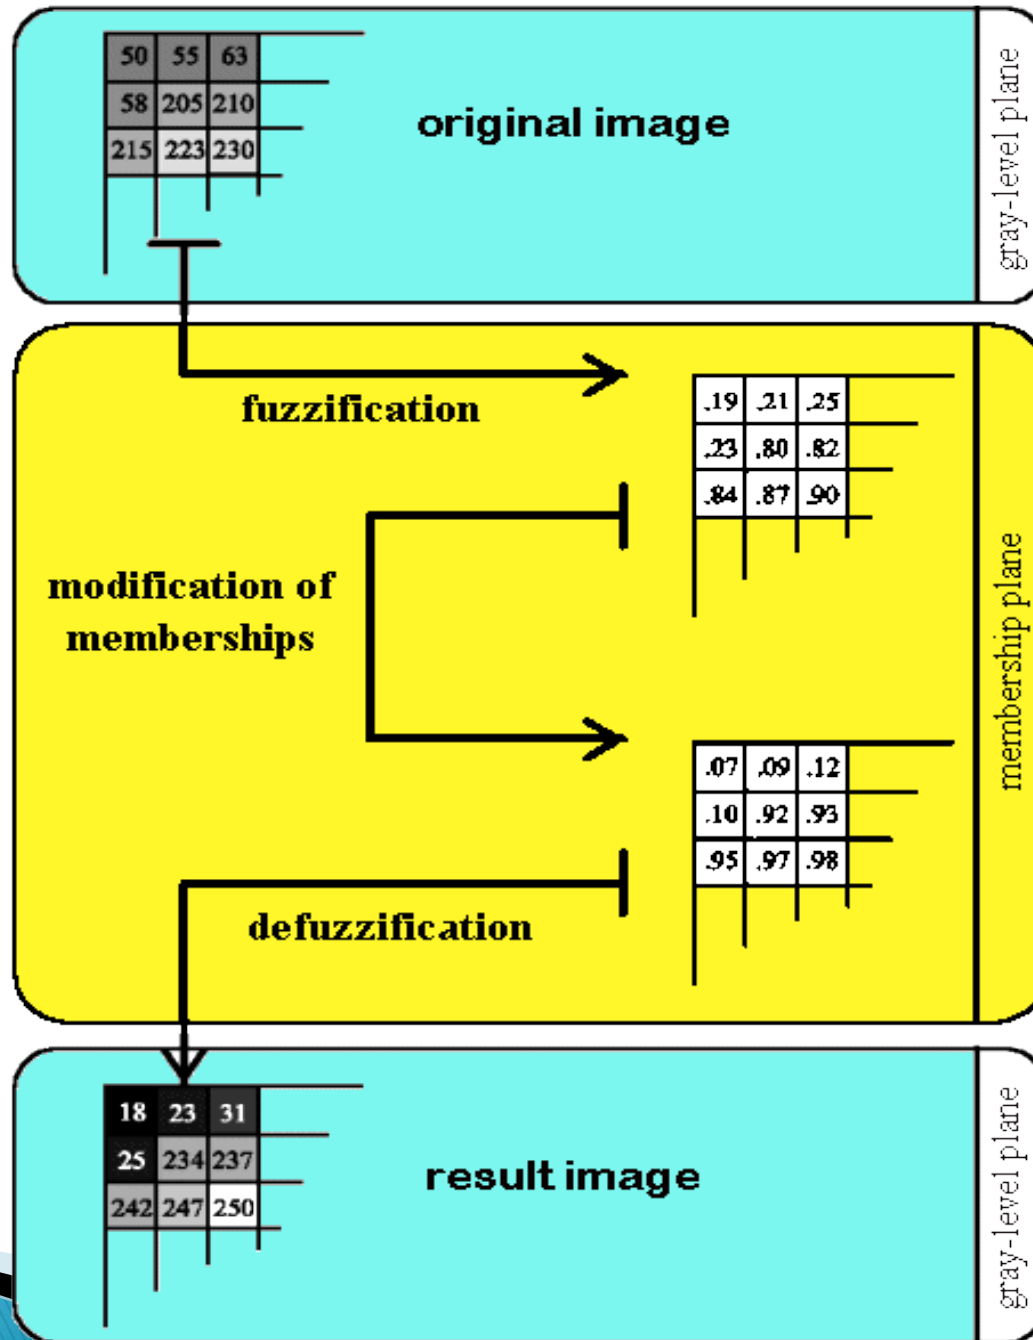 50 55 63
58 205 210
215 223 230
original image
gray-level plane
fuzzification
.19 .21 .25
.23 .80 .82
.84 .87 .90
modification of
memberships
membership plane
.07 .09 .12
.10 .92 .93
.95 .97 .98
defuzzification
18 23 31
25 234 237
242 247 250
result image
gray-level plane